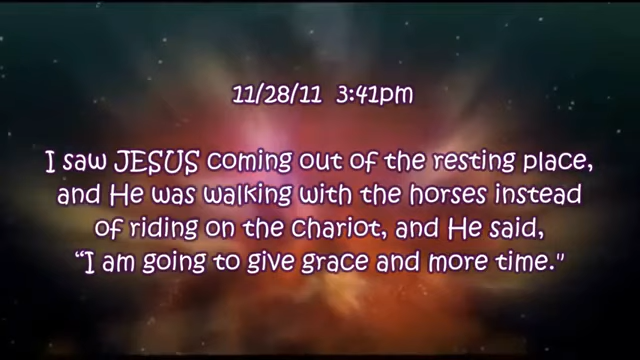 11/28/11 3:41pm
I saw JESUS coming out of the resting place,
and He was walking with the horses instead
of riding on the chariot, and He said,
“I am going to give grace and more time."